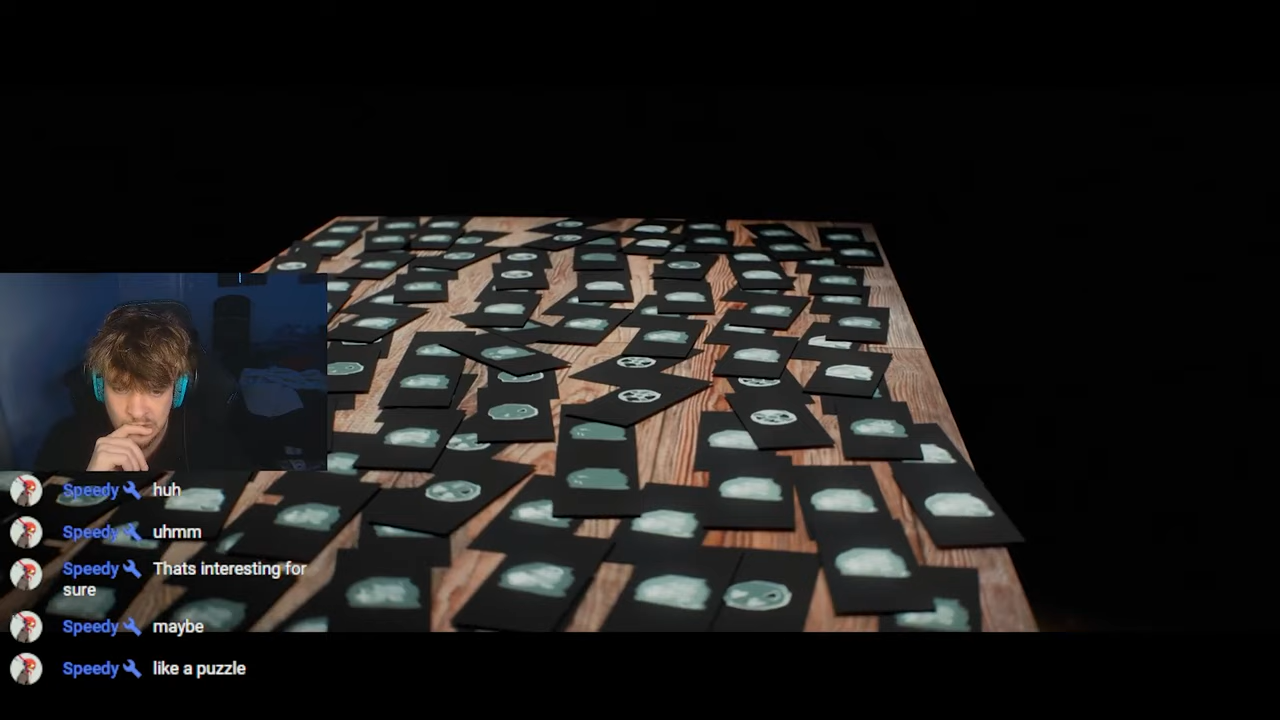 Speedy huh
Speedy uhmm
Speedy Thats interesting for
sure
Speedy maybe
Speedy like a puzzle